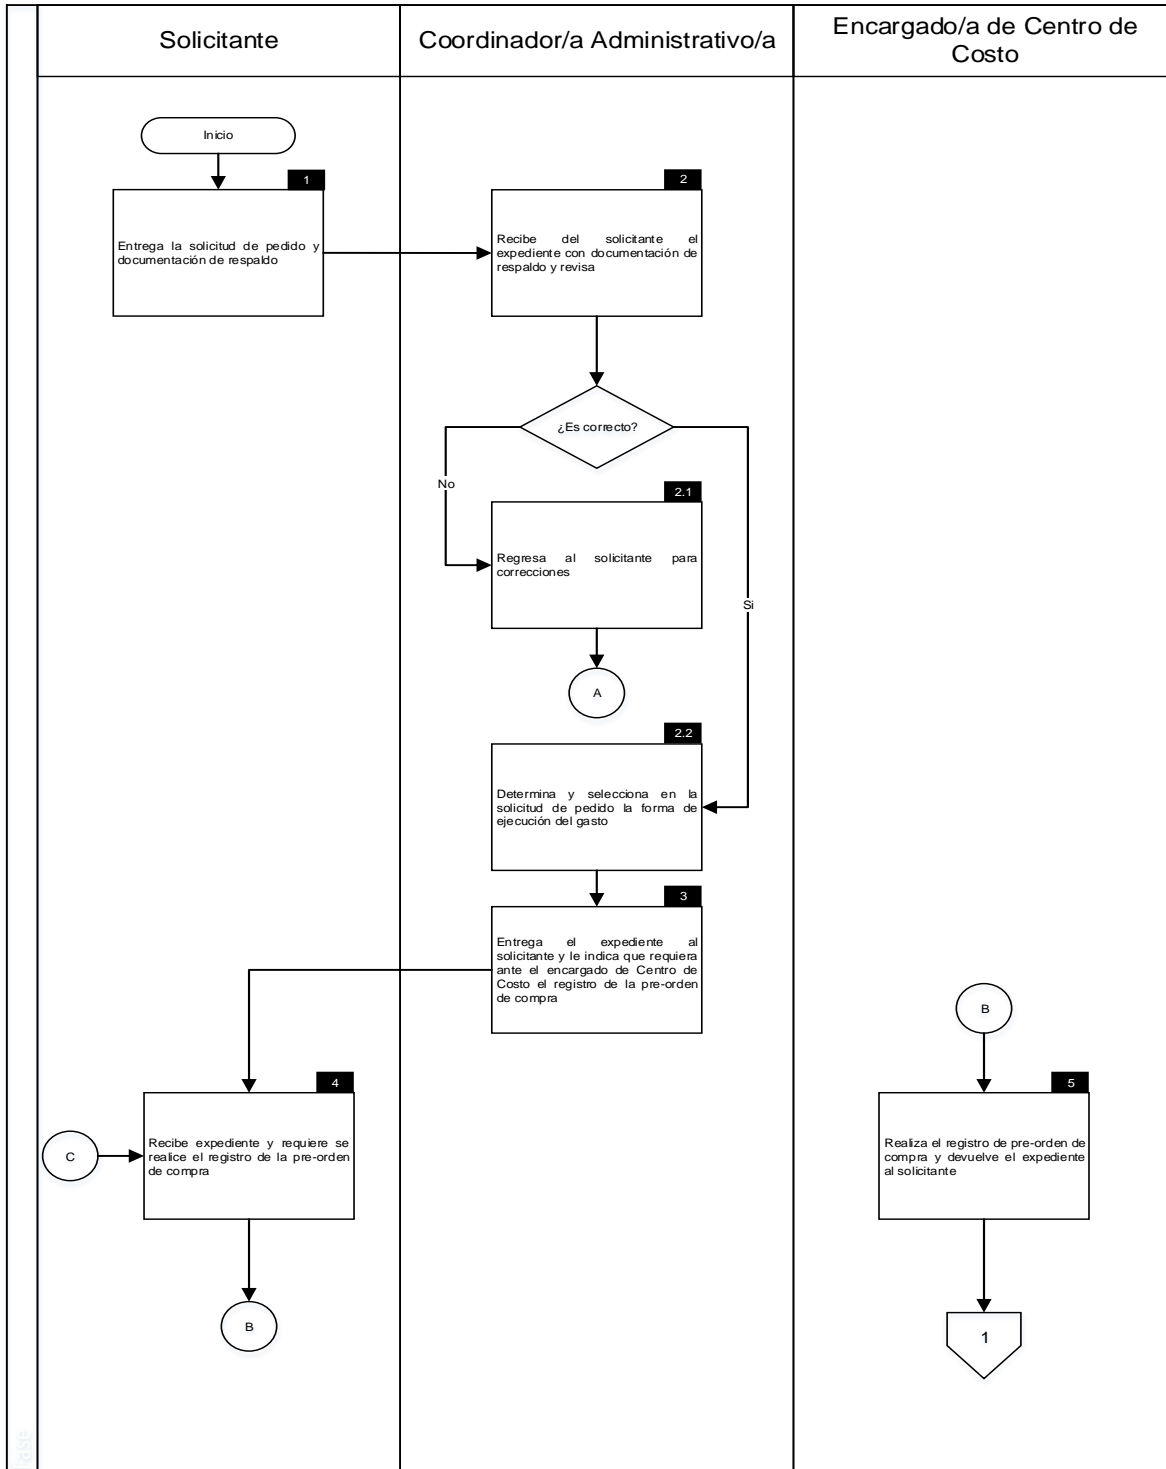 Solicitante
Coordinador/a Administrativo/a
Encargado/a de Centro de
Costo
Inicio
1
Entrega la solicitud de pedido y
documentación de respaldo
2
Recibe del solicitante el
expediente con documentación de
respaldo y revisa
¿Es correcto?
No
Si
2.1
Regresa al solicitante para
correcciones
A
2.2
Determina y selecciona en la
solicitud de pedido la forma de
ejecución del gasto
3
Entrega el expediente al
solicitante y le indica que requiera
ante el encargado de Centro de
Costo el registro de la pre-orden
de compra
C
4
Recibe expediente y requiere se
realice el registro de la pre-orden
de compra
B
B
5
Realiza el registro de pre-orden de
compra y devuelve el expediente
al solicitante
1
Fase